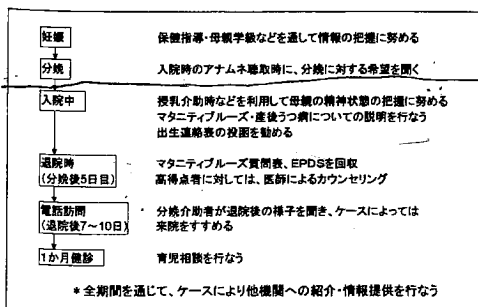 妊娠
保健指導・母親学級などを通して情報の把握に努める
分娩
入院時のアナムネ聴取時に、分娩に対する希望を聞く
入院中
授乳介助時などを利用して母親の精神状態の把握に努める
マタニティブルーズ・産後うつ病についての説明を行なう
出生連絡表の投函を勧める
退院時
(分娩後5日目)
マタニティブルーズ質問表、EPDSを回収
高得点者に対しては、医師によるカウンセリング
電話訪問
(退院後7～10日)
分娩介助者が退院後の様子を聞き、ケースによっては
来院をすすめる
1か月健診
育児相談を行なう
*全期間を通じて、ケースにより他機関への紹介・情報提供を行なう